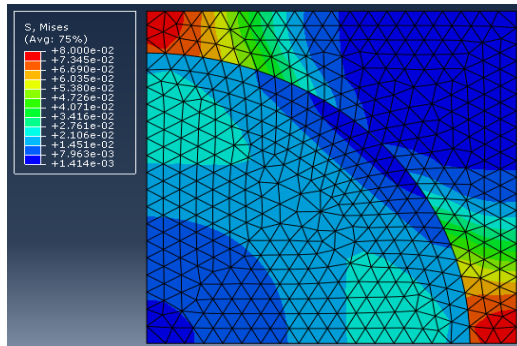 S, Mises
(Avg: 75%)
+8.000e-02
+7.345e-02
+6.690e-02
+6.035e-02
+5.380e-02
+4.726e-02
+4.071e-02
+3.416e-02
+2.761e-02
+2.106e-02
+1.451e-02
+7.963e-03
+1.414e-03